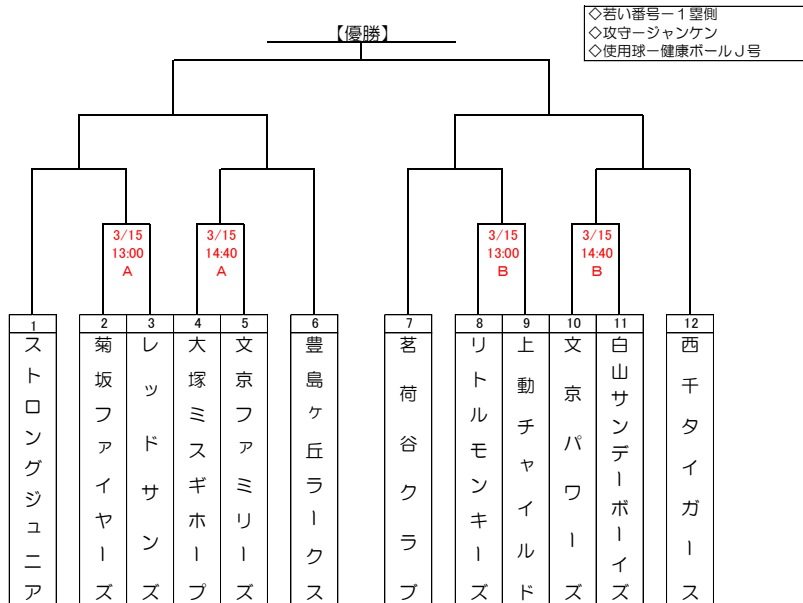 【優勝】
◇若い番号－１塁側
◇攻守－ジャンケン
◇使用球－健康ボールＪ号
3/15
13:00
A
3/15
14:40
A
3/15
13:00
B
3/15
14:40
B
1
ストロングジュニア
2
菊坂ファイヤーズ
3
レッドサンズ
4
大塚ミスギホープ
5
文京ファミリーズ
6
豊島ヶ丘ラークス
7
茗荷谷クラブ
8
リトルモンキーズ
9
上動チャイルド
10
文京パワーズ
11
白山サンデーボーイズ
12
西千タイガース